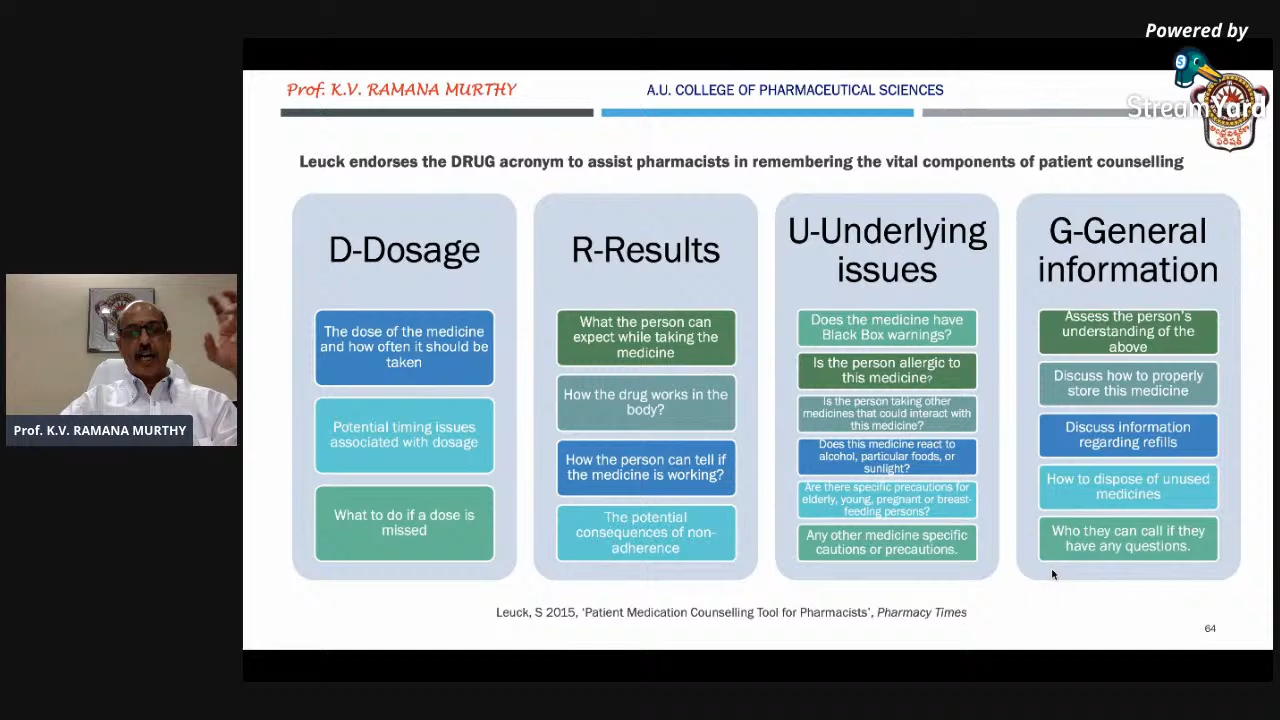 Powered by
StreamYard
Prof. K.V. RAMANA MURTHY
A.U. COLLEGE OF PHARMACEUTICAL SCIENCES
Leuck endorses the DRUG acronym to assist pharmacists in remembering the vital components of patient counselling
D-Dosage
The dose of the medicine
and how often it should be
taken
Potential timing issues
associated with dosage
What to do if a dose is
missed
R-Results
What the person can
expect while taking the
medicine
How the drug works in the
body?
How the person can tell if
the medicine is working?
The potential
consequences of non-
adherence
U-Underlying
issues
Does the medicine have
Black Box warnings?
Is the person allergic to
this medicine?
Is the person taking other
medicines that could interact with
this medicine?
Does this medicine react to
alcohol, particular foods, or
sunlight?
Are there specific precautions for
elderly, young, pregnant or breast-
feeding persons?
Any other medicine specific
cautions or precautions.
G-General
information
Assess the person's
understanding of the
above
Discuss how to properly
store this medicine
Discuss information
regarding refills
How to dispose of unused
medicines
Who they can call if they
have any questions.
Leuck, S 2015, 'Patient Medication Counselling Tool for Pharmacists', Pharmacy Times
64
Prof. K.V. RAMANA MURTHY